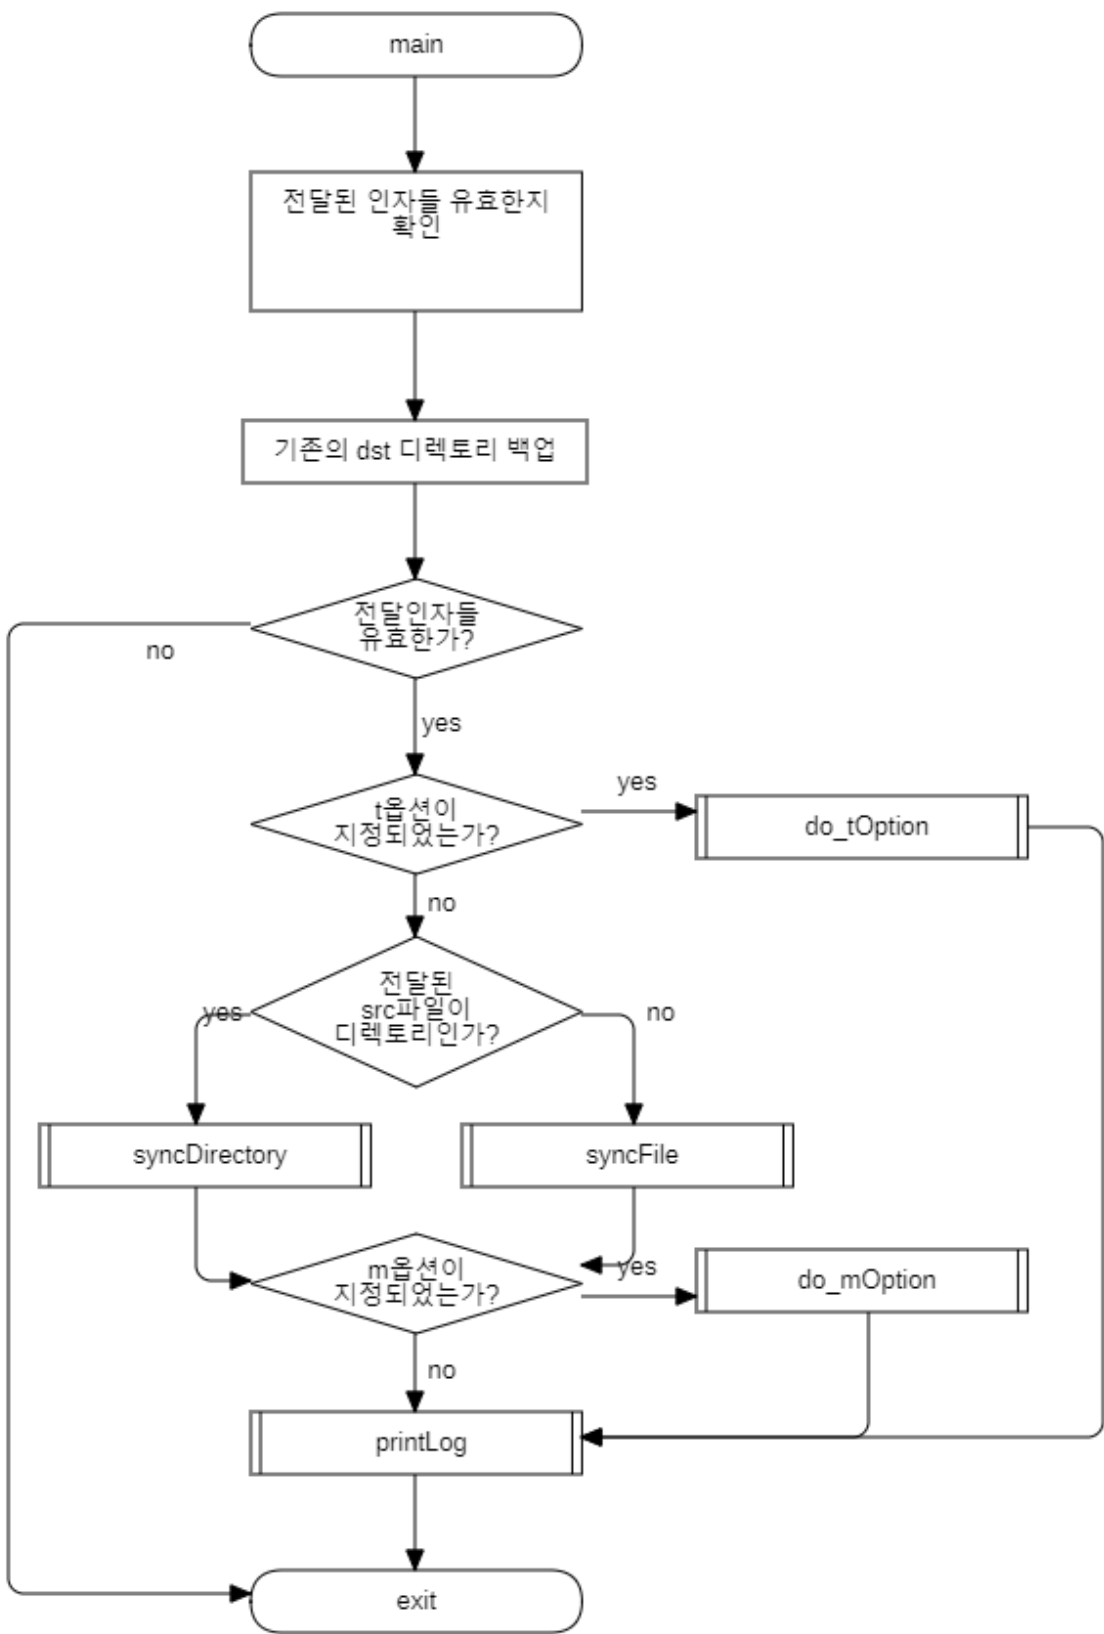 main
전달된 인자들 유효한지
확인
기존의 dst 디렉토리 백업
전달인자들
유효한가?
no
yes
t옵션이
지정되었는가?
yes
do_tOption
no
전달된
src파일이
디렉토리인가?
yes
no
syncDirectory
syncFile
m옵션이
지정되었는가?
yes
do_mOption
no
printLog
exit